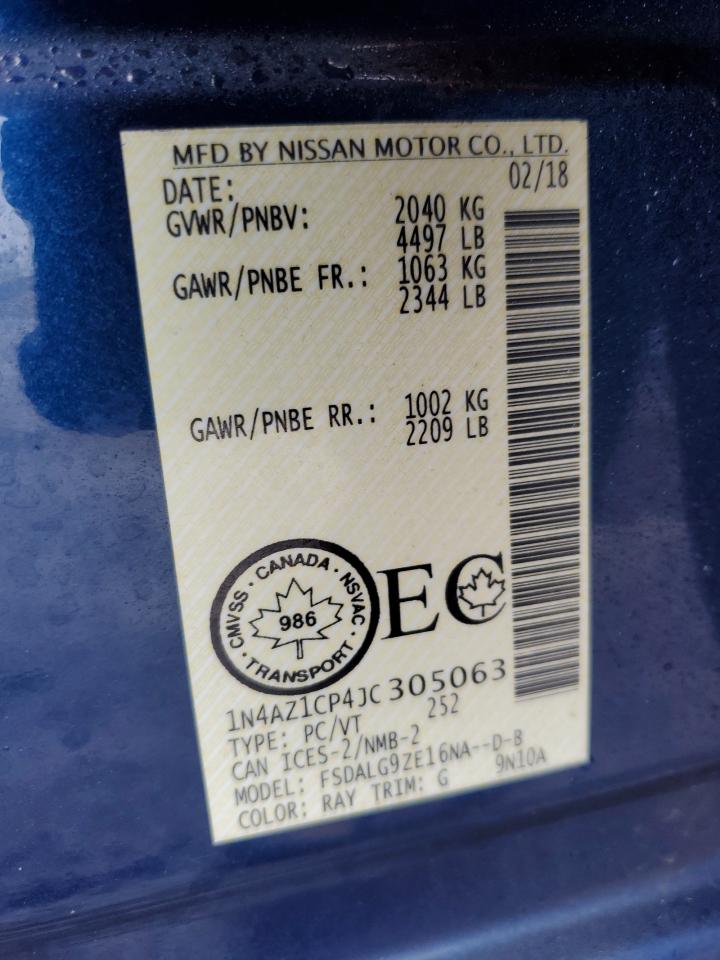 MFD BY NISSAN MOTOR CO., LTD.
DATE: 02/18
GVWR/PNBV: 2040 KG
4497 LB
GAWR/PNBE FR.: 1063 KG
2344 LB
GAWR/PNBE RR.: 1002 KG
2209 LB
CMVSS · CANADA · NSVAC · TRANSPORT ·
986
EC
1N4AZ1CP4JC305063
TYPE: PC/VT 252
CAN ICES-2/NMB-2
MODEL: FSDALG9ZE16NA--D-B
COLOR: RAY TRIM: G 9N10A